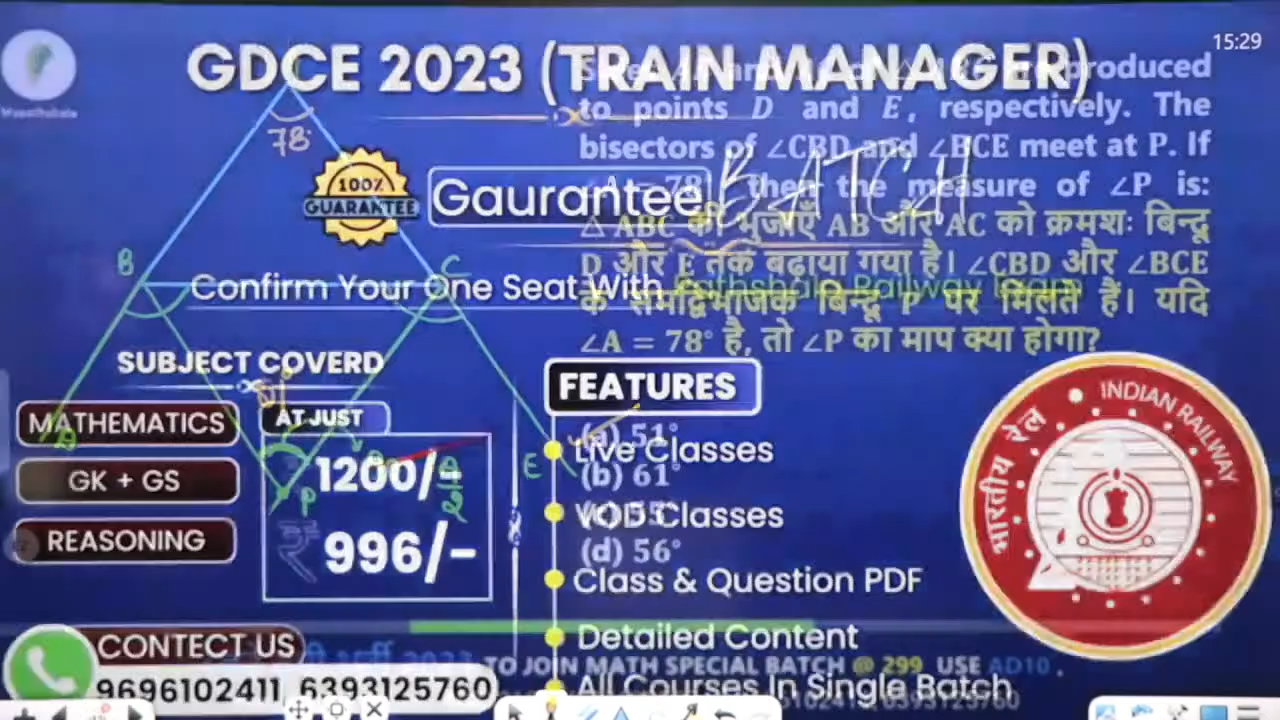 15:29
GDCE 2023 (TRAIN MANAGER)
produced
to points D and E, respectively. The
bisectors of ∠CBD and ∠BCE meet at P. If
then the measure of ∠P is:
△ ABC की भुजाएँ AB और AC को क्रमशः बिन्दू
D और E तक बढ़ाया गया है। ∠CBD और ∠BCE
के समद्विभाजक बिन्दू P पर मिलते हैं। यदि
∠A = 78° है, तो ∠P का माप क्या होगा?
78°
100%
GUARANTEE
Gaurantee
BATCH
B
C
Confirm Your One Seat With
SUBJECT COVERD
MATHEMATICS
GK + GS
REASONING
AT JUST
1200/-
₹ 996/-
D
P
E
FEATURES
(a) 51°
Live Classes
(b) 61°
VOD Classes
(d) 56°
Class & Question PDF
Detailed Content
All Courses In Single Batch
भारतीय रेल
INDIAN RAILWAY
CONTECT US
9696102411, 6393125760
TO JOIN MATH SPECIAL BATCH @ 299 USE AD10 .